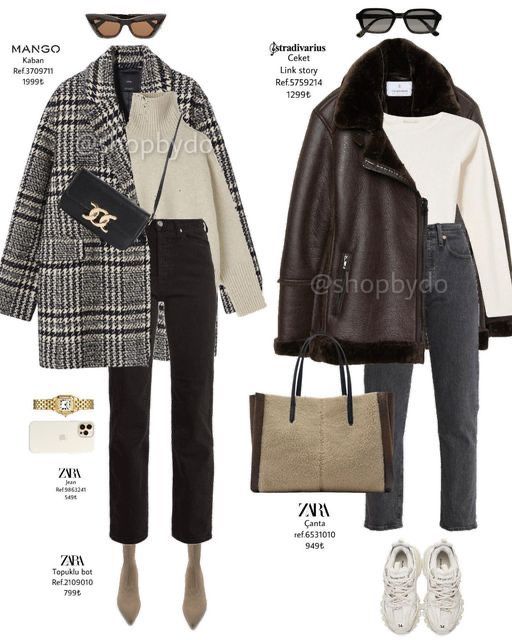 MANGO
Kaban
Ref.3709711
1999₺
@shopbydo
ZARA
Jean
Ref.9863241
549₺
ZARA
Topuklu bot
Ref.2109010
799₺
stradivarius
Ceket
Link story
Ref.5759214
1299₺
@shopbydo
ZARA
Çanta
ref.6531010
949₺